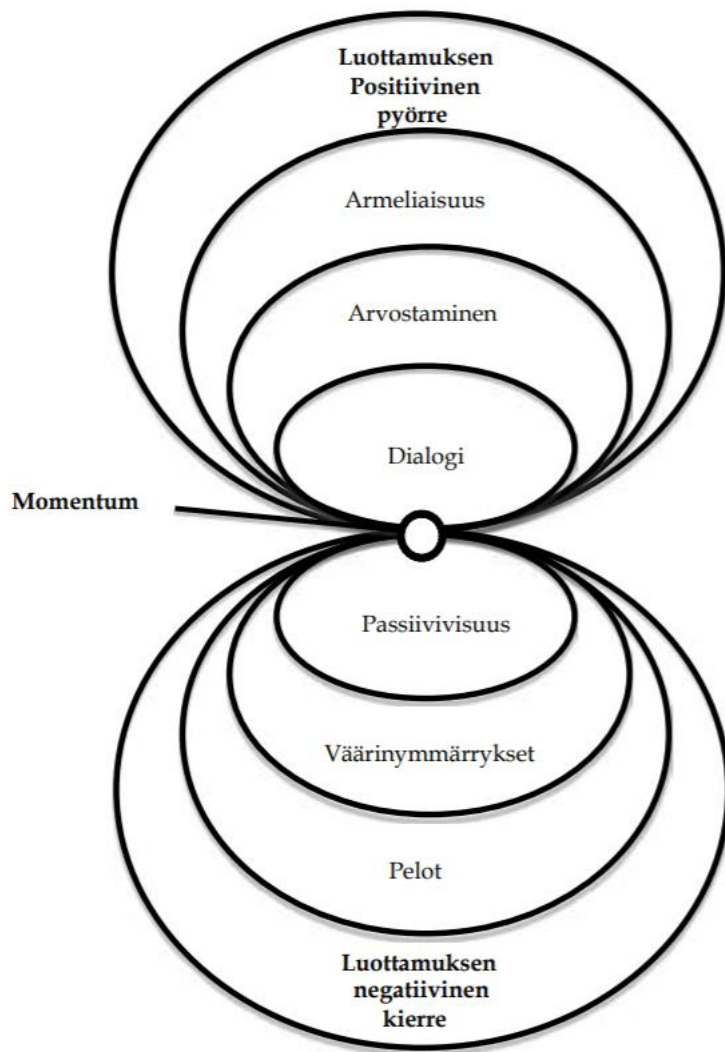 Luottamuksen
Positiivinen
pyörre
Armeliaisuus
Arvostaminen
Dialogi
Momentum
Passiivivisuus
Väärinymmärrykset
Pelot
Luottamuksen
negatiivinen
kierre